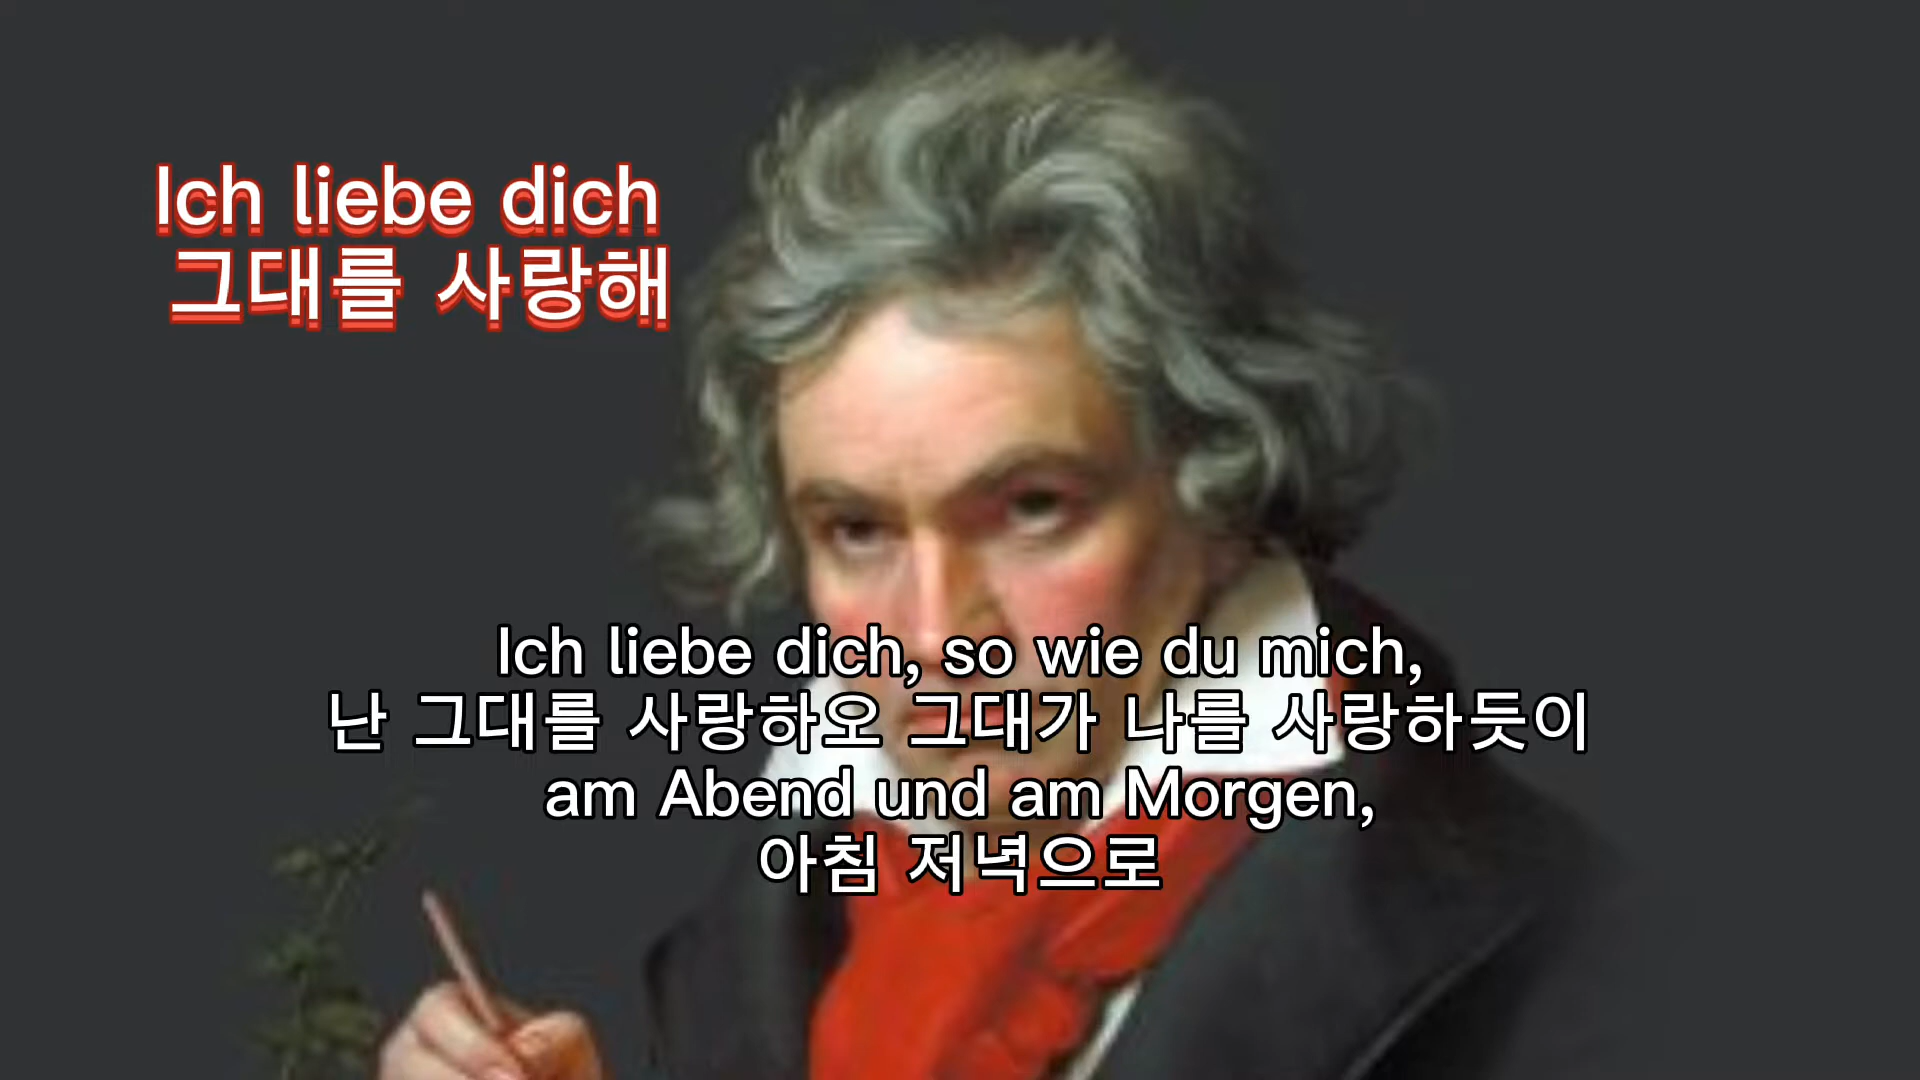 Ich liebe dich
그대를 사랑해
Ich liebe dich, so wie du mich,
난 그대를 사랑하오 그대가 나를 사랑하듯이
am Abend und am Morgen,
아침 저녁으로